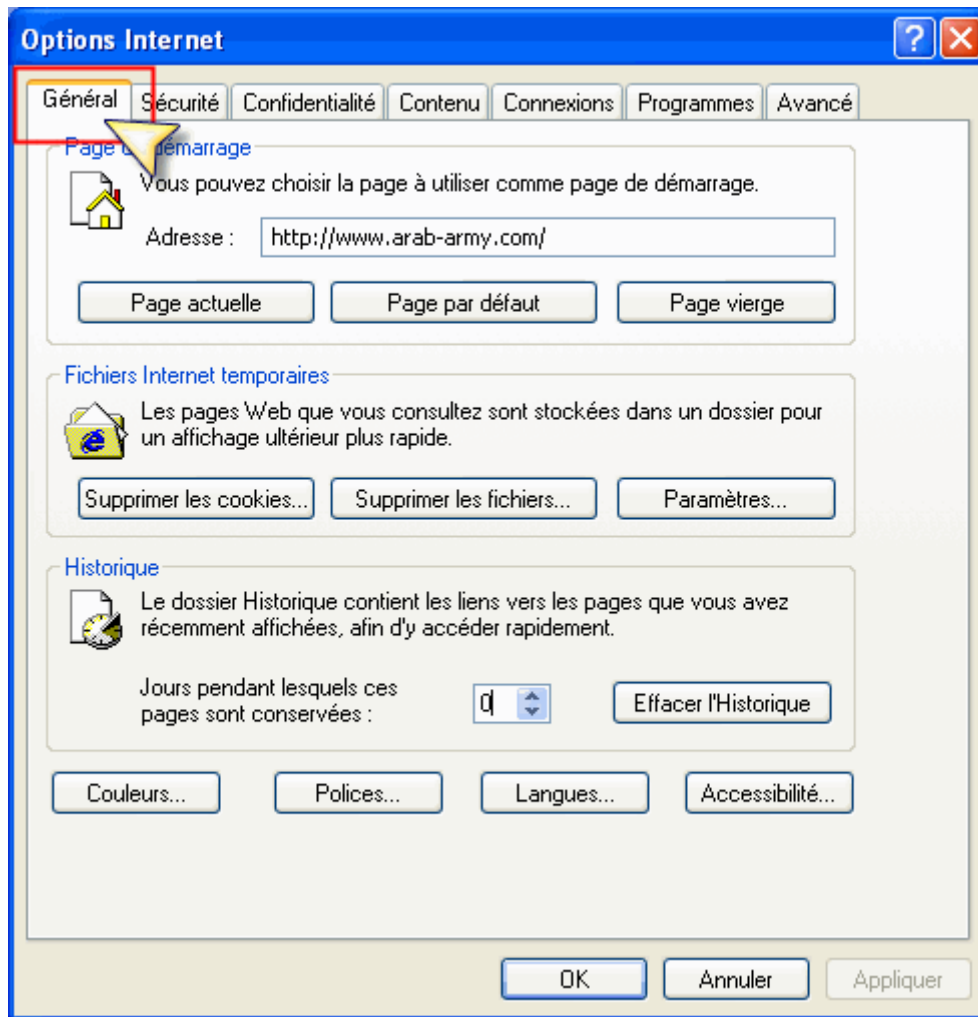 Options Internet
Général Sécurité Confidentialité Contenu Connexions Programmes Avancé
Page démarrage
Vous pouvez choisir la page à utiliser comme page de démarrage.
Adresse : http://www.arab-army.com/
Page actuelle Page par défaut Page vierge
Fichiers Internet temporaires
Les pages Web que vous consultez sont stockées dans un dossier pour
un affichage ultérieur plus rapide.
Supprimer les cookies... Supprimer les fichiers... Paramètres...
Historique
Le dossier Historique contient les liens vers les pages que vous avez
récemment affichées, afin d'y accéder rapidement.
Jours pendant lesquels ces
pages sont conservées : 0 Effacer l'Historique
Couleurs... Polices... Langues... Accessibilité...
OK Annuler Appliquer